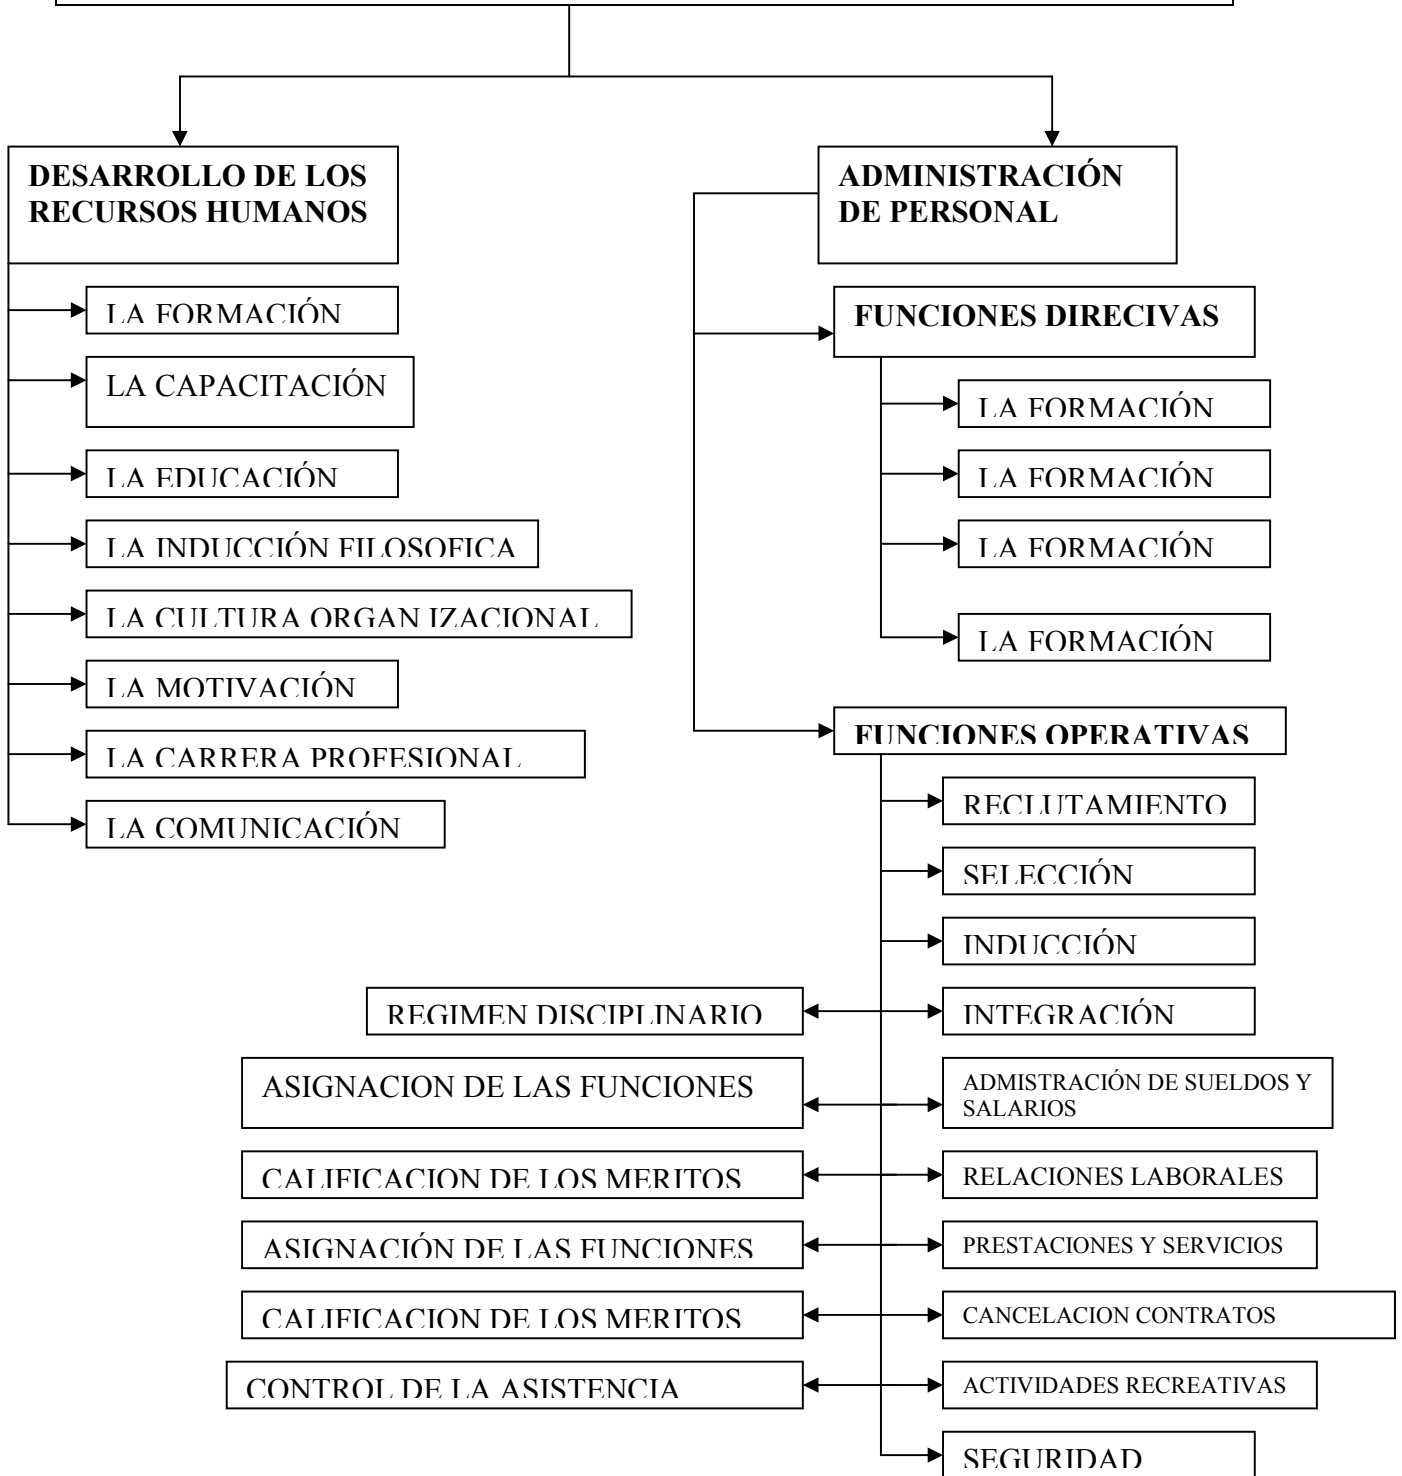 DESARROLLO DE LOS
RECURSOS HUMANOS
LA FORMACIÓN
LA CAPACITACIÓN
LA EDUCACIÓN
LA INDUCCIÓN FILOSOFICA
LA CULTURA ORGAN IZACIONAL
LA MOTIVACIÓN
LA CARRERA PROFESIONAL
LA COMUNICACIÓN
ADMINISTRACIÓN
DE PERSONAL
FUNCIONES DIRECIVAS
LA FORMACIÓN
LA FORMACIÓN
LA FORMACIÓN
LA FORMACIÓN
FUNCIONES OPERATIVAS
RECLUTAMIENTO
SELECCIÓN
INDUCCIÓN
REGIMEN DISCIPLINARIO
INTEGRACIÓN
ASIGNACION DE LAS FUNCIONES
ADMISTRACIÓN DE SUELDOS Y
SALARIOS
CALIFICACION DE LOS MERITOS
RELACIONES LABORALES
ASIGNACIÓN DE LAS FUNCIONES
PRESTACIONES Y SERVICIOS
CALIFICACION DE LOS MERITOS
CANCELACION CONTRATOS
CONTROL DE LA ASISTENCIA
ACTIVIDADES RECREATIVAS
SEGURIDAD